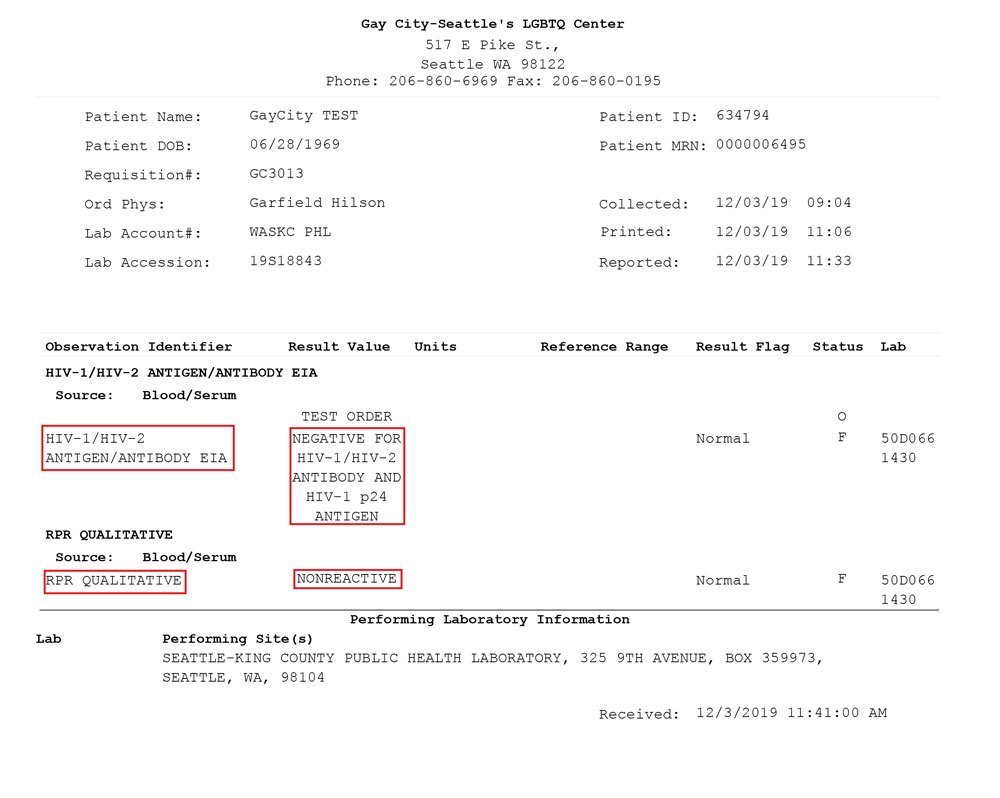 Gay City-Seattle's LGBTQ Center
517 E Pike St.,
Seattle WA 98122
Phone: 206-860-6969 Fax: 206-860-0195
Patient Name: GayCity TEST Patient ID: 634794
Patient DOB: 06/28/1969 Patient MRN: 0000006495
Requisition#: GC3013
Ord Phys: Garfield Hilson Collected: 12/03/19 09:04
Lab Account#: WASKC PHL Printed: 12/03/19 11:06
Lab Accession: 19S18843 Reported: 12/03/19 11:33
Observation Identifier Result Value Units Reference Range Result Flag Status Lab
HIV-1/HIV-2 ANTIGEN/ANTIBODY EIA
Source: Blood/Serum
TEST ORDER O
HIV-1/HIV-2 NEGATIVE FOR Normal F 50D066
ANTIGEN/ANTIBODY EIA HIV-1/HIV-2 1430
ANTIBODY AND
HIV-1 p24
ANTIGEN
RPR QUALITATIVE
Source: Blood/Serum
RPR QUALITATIVE NONREACTIVE Normal F 50D066
1430
Performing Laboratory Information
Lab Performing Site(s)
SEATTLE-KING COUNTY PUBLIC HEALTH LABORATORY, 325 9TH AVENUE, BOX 359973,
SEATTLE, WA, 98104
Received: 12/3/2019 11:41:00 AM